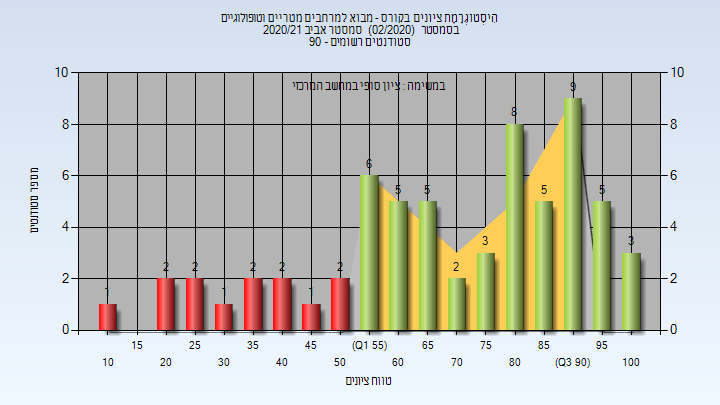 הִיסְטוֹגְרַמַּת ציונים בקורס - מבוא למרחבים מטריים וטופולוגיים
בסמסטר (02/2020) סמסטר אביב 2020/21
סטודנטים רשומים - 90
במשימה : ציון סופי במחשב המרכזי
מספר סטודנטים
10 10
8 8
6 6
4 4
2 2
0 0
1 2 2 1 2 2 1 2 6 5 5 2 3 8 5 9 5 3
15 25 35 45 (Q1 55) 65 75 85 95
10 20 30 40 50 60 70 80 (Q3 90) 100
טווח ציונים